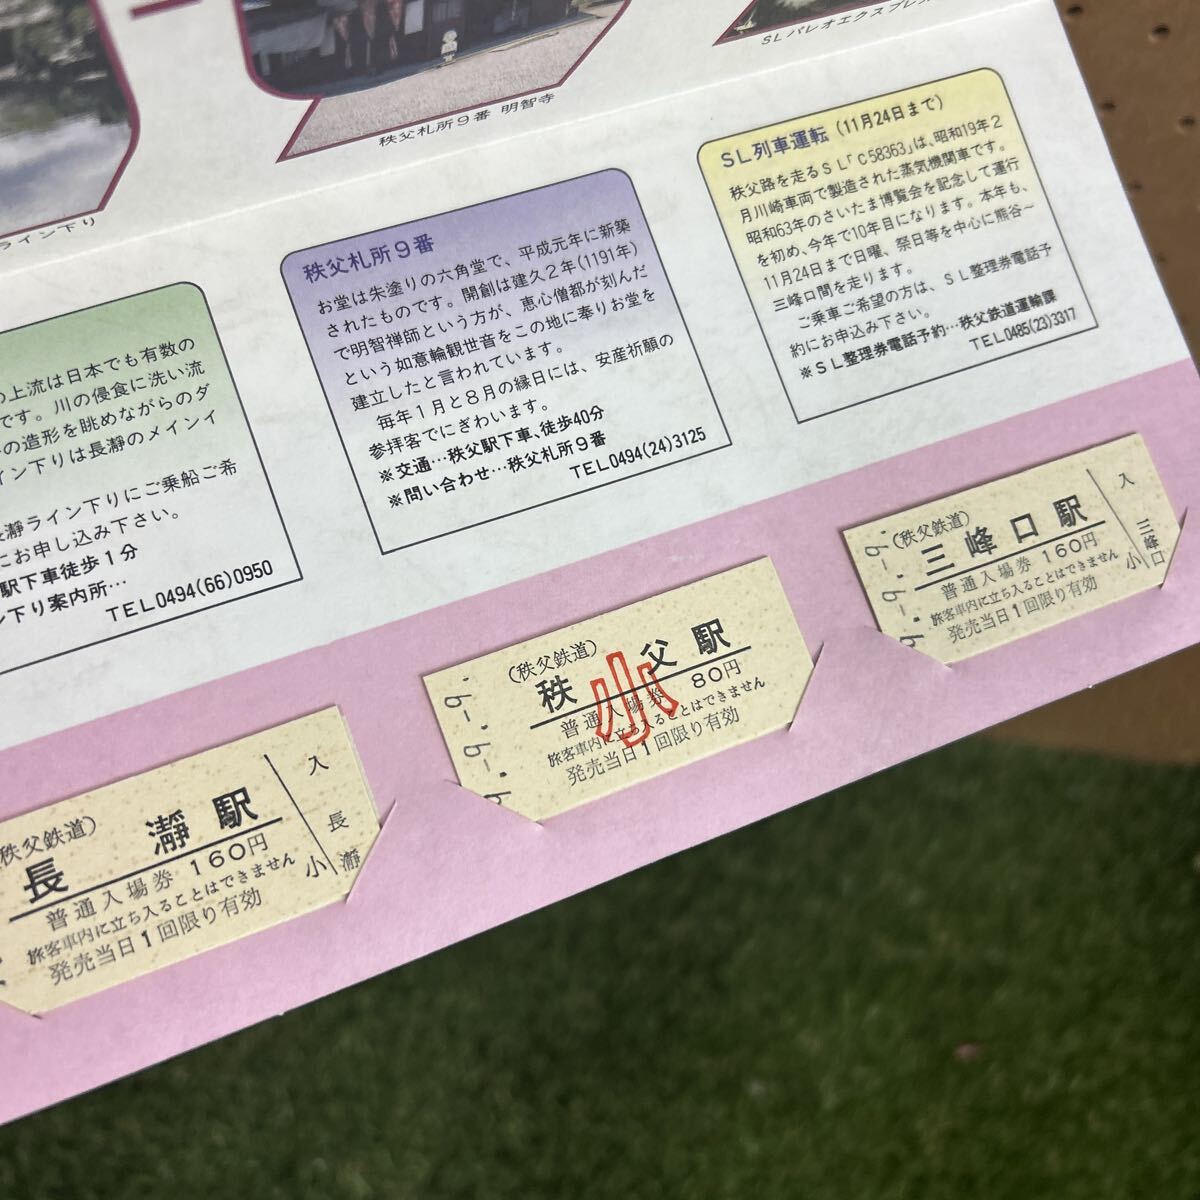 ライン下り
秩父札所9番 明智寺
SLパレオエクスプレス
の上流は日本でも有数の
です。川の侵食に洗い流
の造形を眺めながらのダ
イン下りは長瀞のメインイ
長瀞ライン下りにご乗船ご希
にお申し込み下さい。
駅下車徒歩1分
ン下り案内所…
TEL0494(66)0950
秩父札所9番
お堂は朱塗りの六角堂で、平成元年に新築
されたものです。開創は建久2年(1191年)
で明智禅師という方が、恵心僧都が刻んだ
という如意輪観世音をこの地に奉りお堂を
建立したと言われています。
毎年1月と8月の縁日には、安産祈願の
参拝客でにぎわいます。
※交通…秩父駅下車、徒歩40分
※問い合わせ…秩父札所9番
TEL0494(24)3125
SL列車運転(11月24日まで)
秩父路を走るSL「C58363」は、昭和19年2
月川崎車両で製造された蒸気機関車です。
昭和63年のさいたま博覧会を記念して運行
を初め、今年で10年目になります。本年も、
11月24日まで日曜、祭日等を中心に熊谷〜
三峰口間を走ります。
ご乗車ご希望の方は、SL整理券電話予
約にお申込み下さい。
※SL整理券電話予約…秩父鉄道運輸課
TEL0485(23)3317
秩父鉄道)
長瀞駅
普通入場券 160円
旅客車内に立ち入ることはできません
発売当日1回限り有効
入
長瀞
小
9.-9.-9
(秩父鉄道)
秩父駅
小
普通入場券 80円
旅客車内に立ち入ることはできません
発売当日1回限り有効
9.-9.-9
(秩父鉄道)
三峰口駅
普通入場券 160円
旅客車内に立ち入ることはできません
発売当日1回限り有効
入
三峰口
小